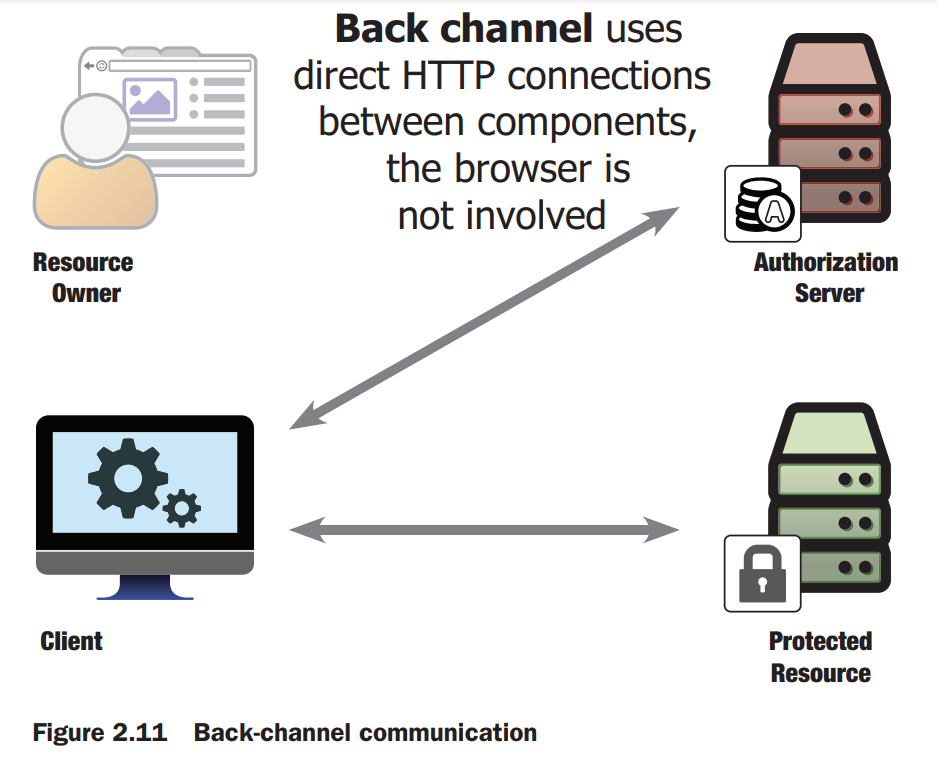 Back channel uses
direct HTTP connections
between components,
the browser is
not involved
A
Resource
Owner
Authorization
Server
Client
Protected
Resource
Figure 2.11 Back-channel communication